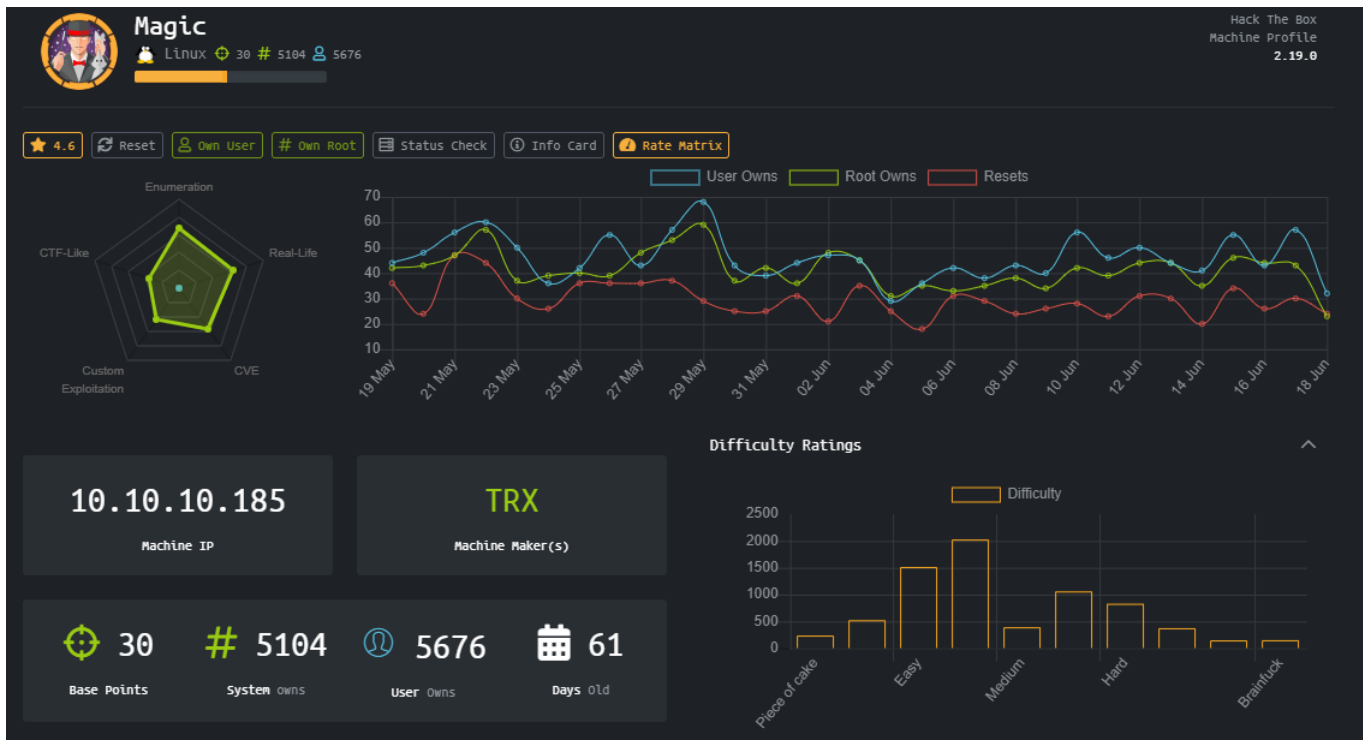 Magic
Linux 30 # 5104 5676
Hack The Box
Machine Profile
2.19.0
4.6
Reset
Own User
# Own Root
Status Check
Info Card
Rate Matrix
Enumeration
CTF-Like
Real-Life
Custom
Exploitation
CVE
User Owns
Root Owns
Resets
70
60
50
40
30
20
10
19 May
21 May
23 May
25 May
27 May
29 May
31 May
02 Jun
04 Jun
06 Jun
08 Jun
10 Jun
12 Jun
14 Jun
16 Jun
18 Jun
10.10.10.185
Machine IP
TRX
Machine Maker(s)
30
Base Points
# 5104
System owns
5676
User Owns
61
Days Old
Difficulty Ratings
Difficulty
2500
2000
1500
1000
500
0
Piece of cake
Easy
Medium
Hard
Brainfuck